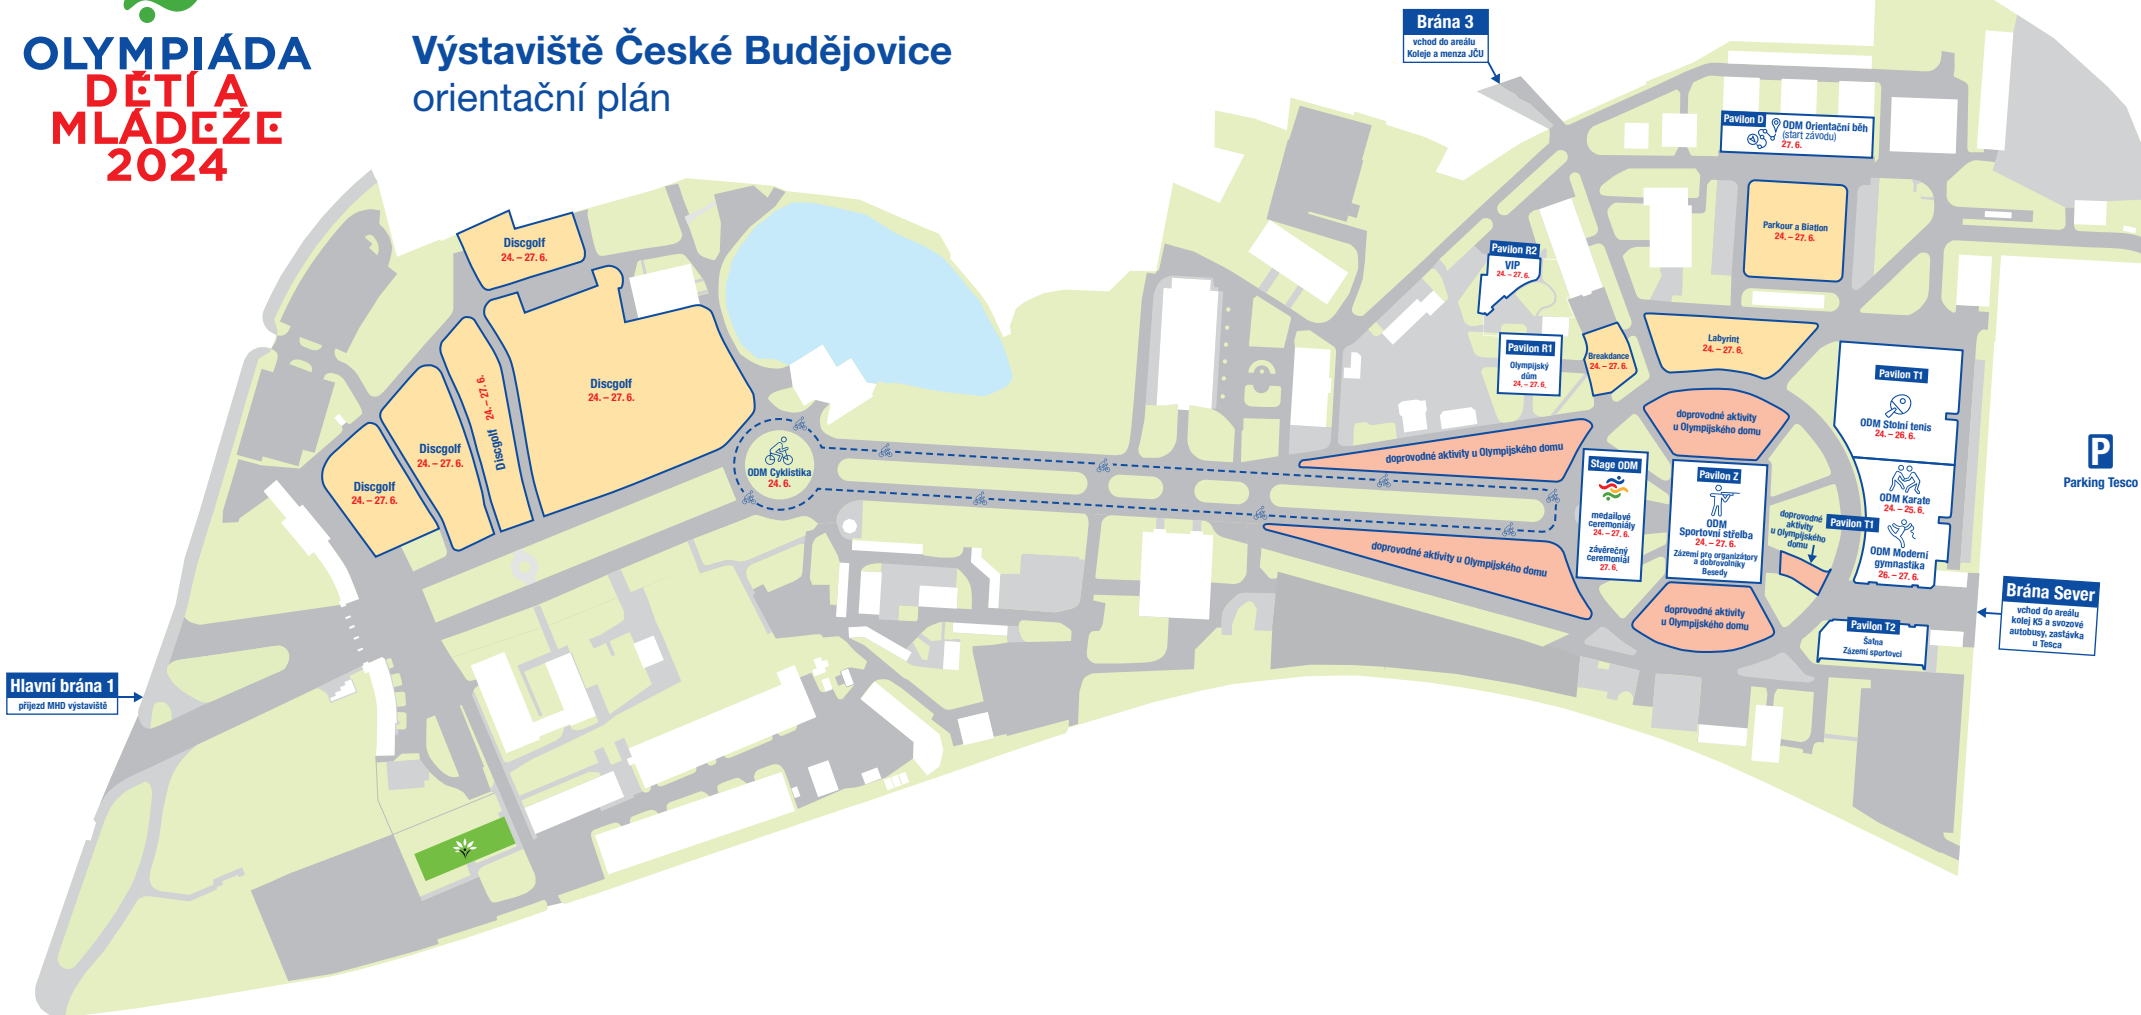 OLYMPIÁDA
DĚTÍ A
MLÁDEŽE
2024
Výstaviště České Budějovice
orientační plán
Brána 3
vchod do areálu
Koleje a menza JČU
Pavilon D
ODM Orientační běh
(start závodu)
27. 6.
Parkour a Biatlon
24. – 27. 6.
Pavilon R2
VIP
24. – 27. 6.
Pavilon R1
Olympijský
dům
24. – 27. 6.
Breakdance
24. – 27. 6.
Labyrint
24. – 27. 6.
Pavilon T1
ODM Stolní tenis
24. – 26. 6.
ODM Karate
24. – 25. 6.
Pavilon T1
ODM Moderní
gymnastika
26. – 27. 6.
Parking Tesco
P
Discgolf
24. – 27. 6.
Discgolf
24. – 27. 6.
Discgolf 24. – 27. 6.
Discgolf
24. – 27. 6.
Discgolf
24. – 27. 6.
ODM Cyklistika
24. 6.
doprovodné aktivity u Olympijského domu
doprovodné aktivity u Olympijského domu
doprovodné aktivity
u Olympijského domu
Stage ODM
medailové
ceremoniály
24. – 27. 6.
závěrečný
ceremoniál
27. 6.
Pavilon Z
ODM
Sportovní střelba
24. – 27. 6.
Zázemí pro organizátory
a dobrovolníky
Besedy
doprovodné
aktivity
u Olympijského
domu
doprovodné aktivity
u Olympijského domu
Pavilon T2
Šatna
Zázemí sportovci
Brána Sever
vchod do areálu
kolej K5 a svozové
autobusy, zastávka
u Tesca
Hlavní brána 1
příjezd MHD výstaviště